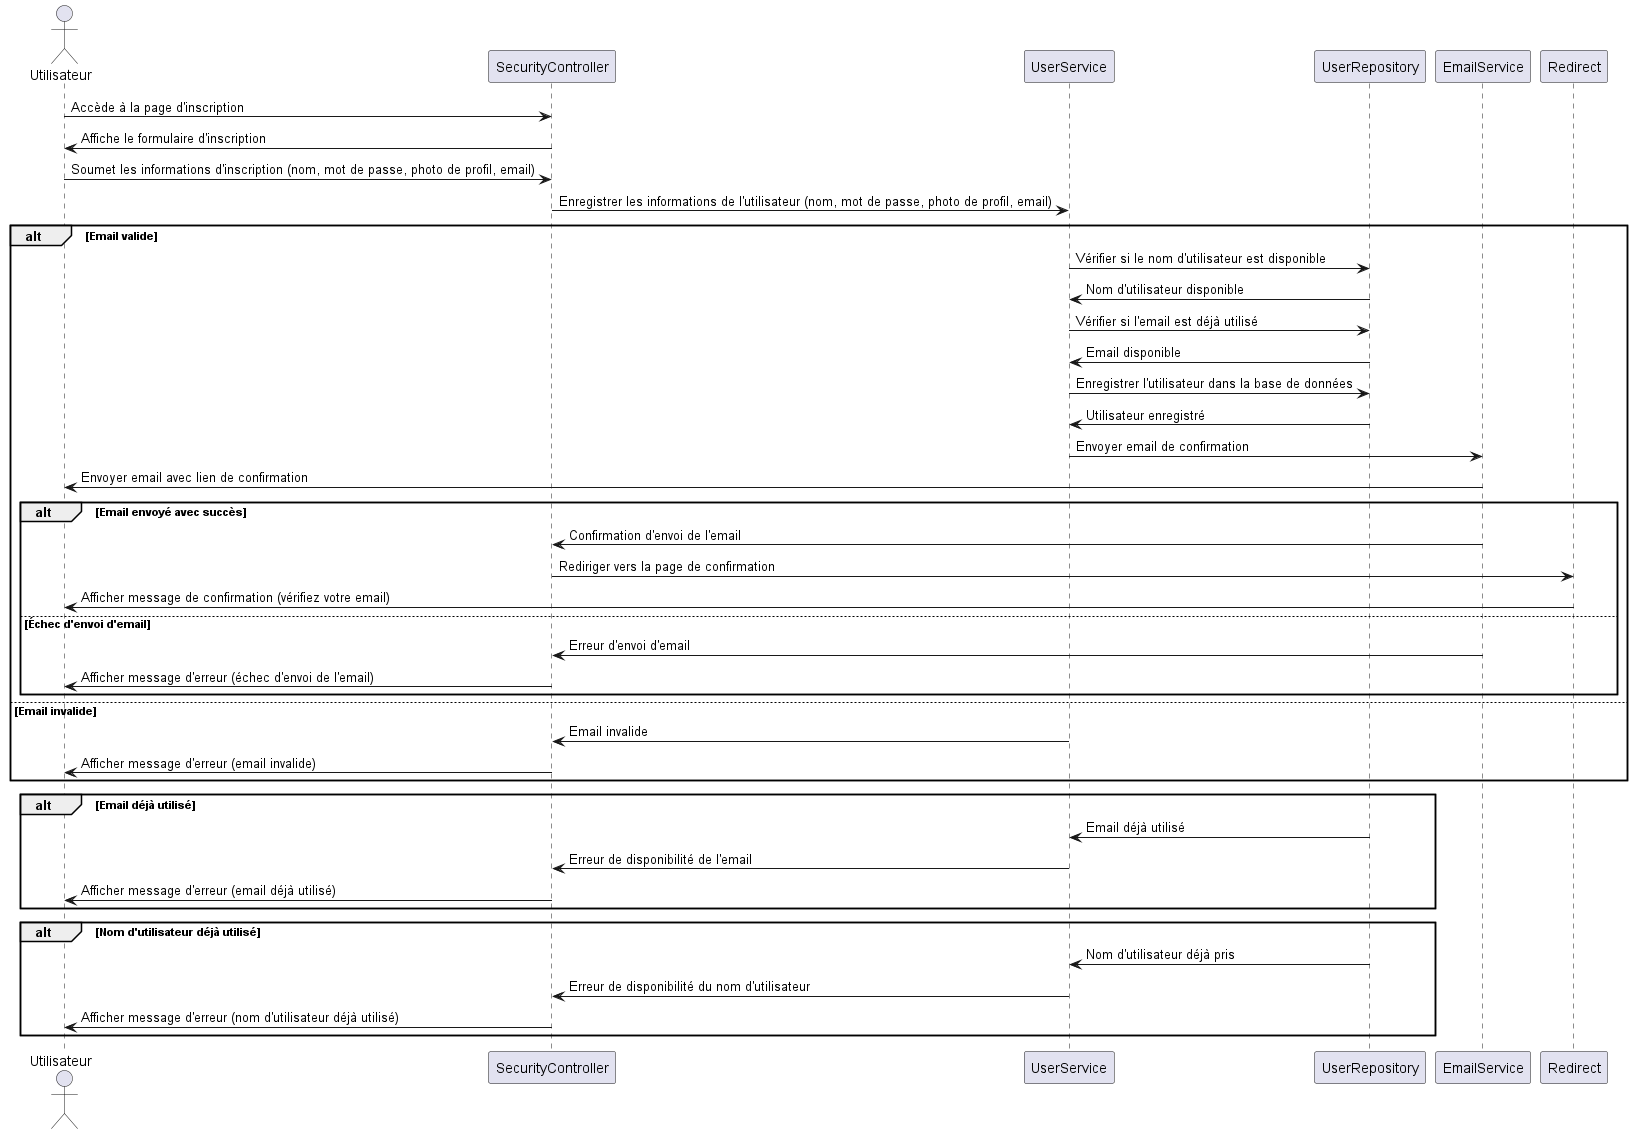 Utilisateur
SecurityController
UserService
UserRepository
EmailService
Redirect
Accède à la page d'inscription
Affiche le formulaire d'inscription
Soumet les informations d'inscription (nom, mot de passe, photo de profil, email)
Enregistrer les informations de l'utilisateur (nom, mot de passe, photo de profil, email)
alt [Email valide]
Vérifier si le nom d'utilisateur est disponible
Nom d'utilisateur disponible
Vérifier si l'email est déjà utilisé
Email disponible
Enregistrer l'utilisateur dans la base de données
Utilisateur enregistré
Envoyer email de confirmation
Envoyer email avec lien de confirmation
alt [Email envoyé avec succès]
Confirmation d'envoi de l'email
Rediriger vers la page de confirmation
Afficher message de confirmation (vérifiez votre email)
[Échec d'envoi d'email]
Erreur d'envoi d'email
Afficher message d'erreur (échec d'envoi de l'email)
[Email invalide]
Email invalide
Afficher message d'erreur (email invalide)
alt [Email déjà utilisé]
Email déjà utilisé
Erreur de disponibilité de l'email
Afficher message d'erreur (email déjà utilisé)
alt [Nom d'utilisateur déjà utilisé]
Nom d'utilisateur déjà pris
Erreur de disponibilité du nom d'utilisateur
Afficher message d'erreur (nom d'utilisateur déjà utilisé)
Utilisateur
SecurityController
UserService
UserRepository
EmailService
Redirect